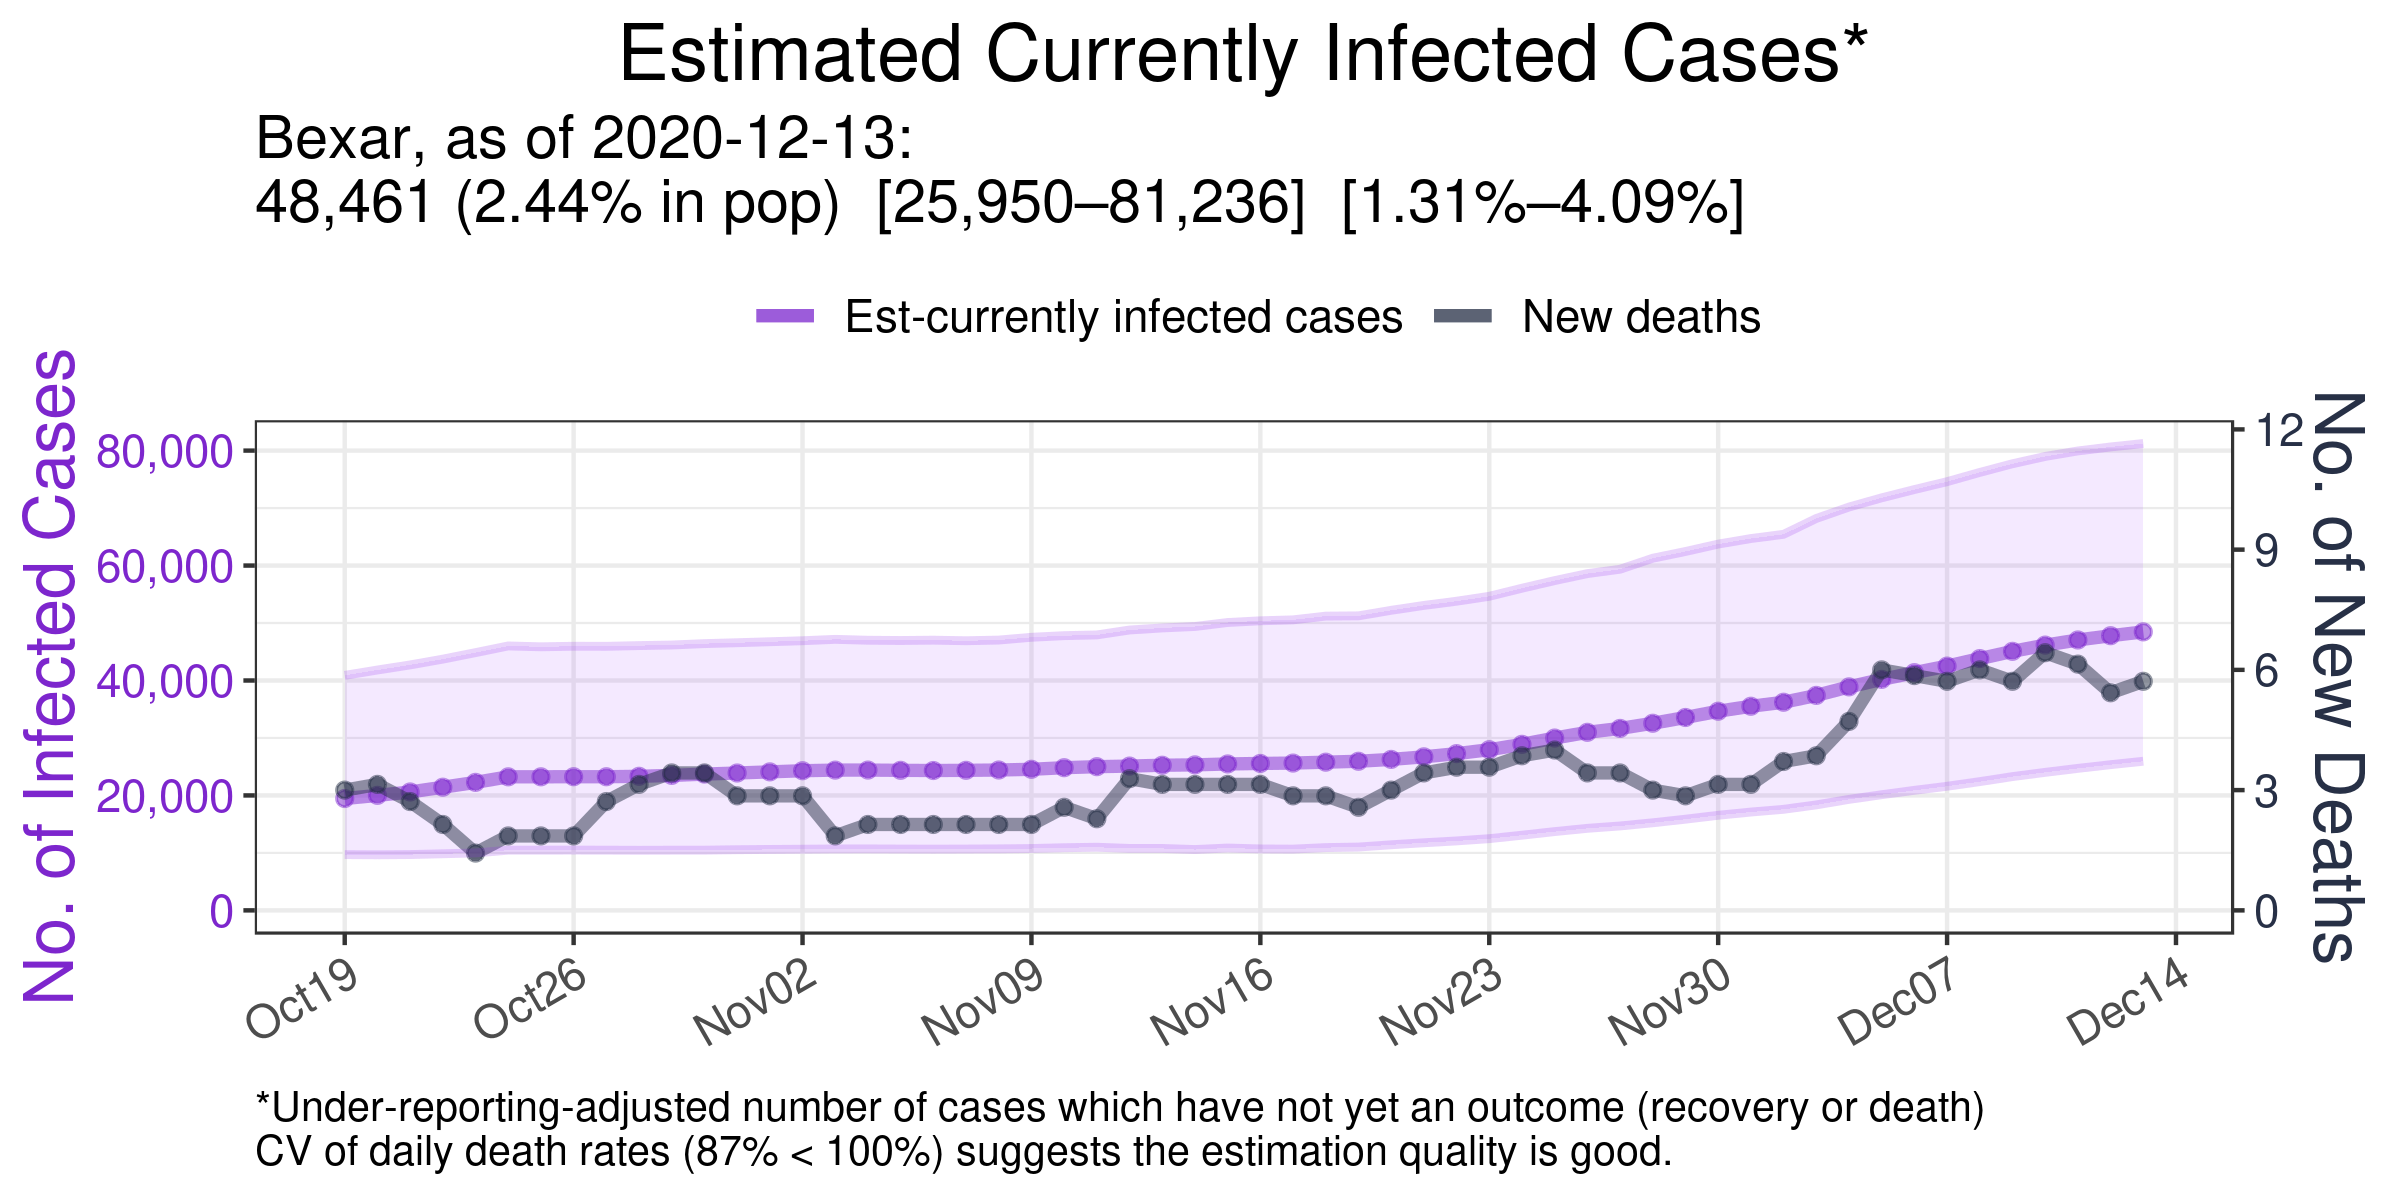 Estimated Currently Infected Cases*
Bexar, as of 2020-12-13:
48,461 (2.44% in pop)  [25,950–81,236]  [1.31%–4.09%]
Est-currently infected cases
New deaths
No. of Infected Cases
80,000
60,000
40,000
20,000
0
12
9
6
3
0
No. of New Deaths
Oct19
Oct26
Nov02
Nov09
Nov16
Nov23
Nov30
Dec07
Dec14
*Under-reporting-adjusted number of cases which have not yet an outcome (recovery or death)
CV of daily death rates (87% < 100%) suggests the estimation quality is good.